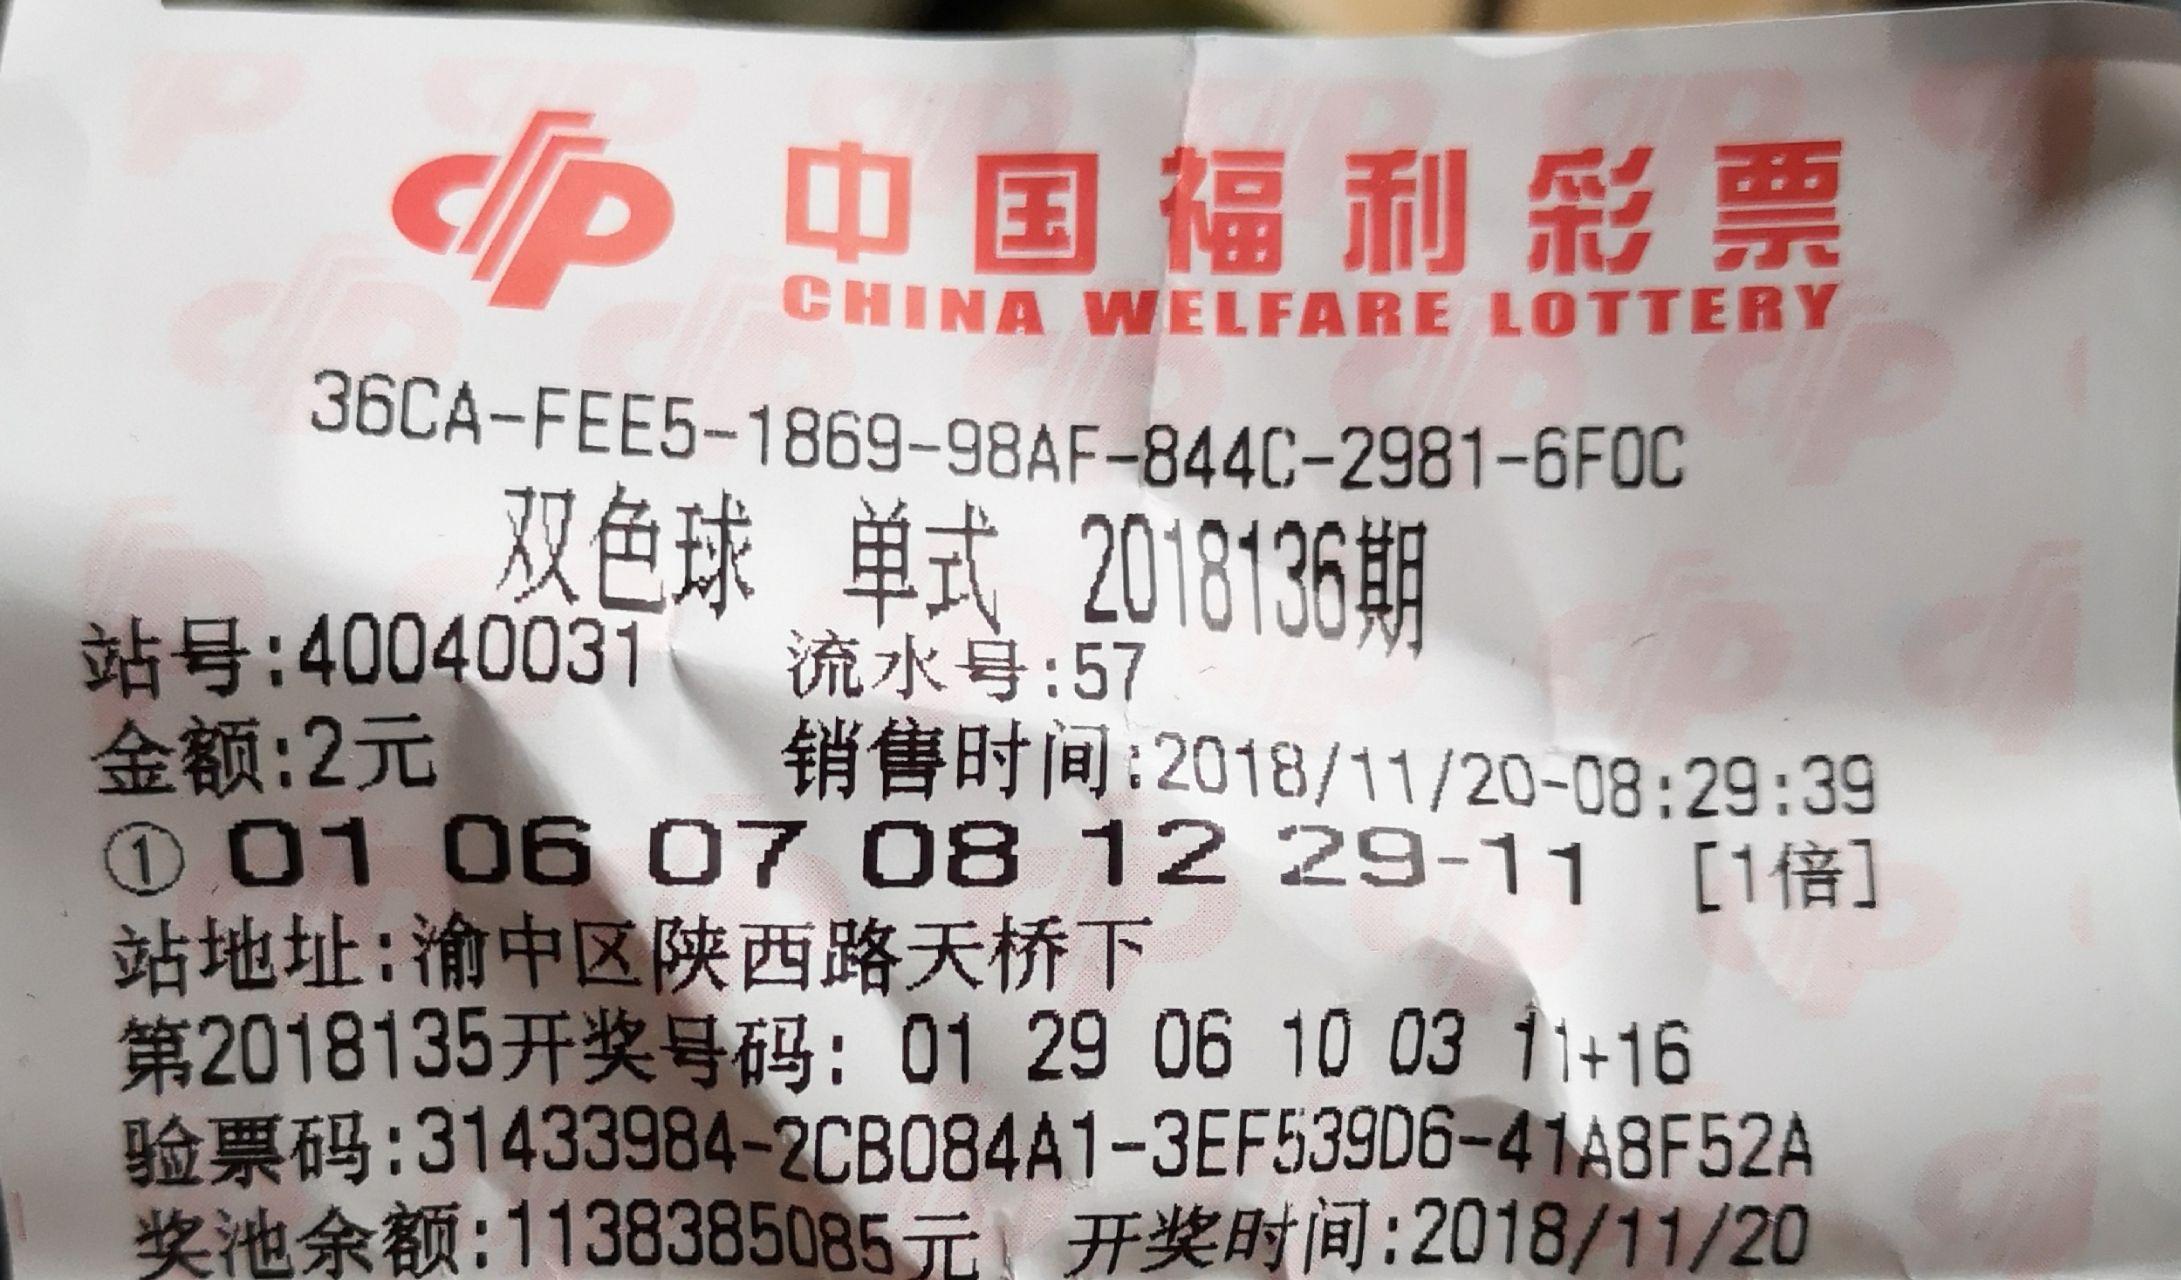 中国福利彩票
CHINA WELFARE LOTTERY
36CA-FEE5-1869-98AF-844C-2981-6F0C
双色球 单式 2018136期
站号:40040031 流水号:57
金额:2元 销售时间:2018/11/20-08:29:39
① 01 06 07 08 12 29-11 [1倍]
站地址:渝中区陕西路天桥下
第2018135开奖号码: 01 29 06 10 03 11+16
验票码:31433984-2CB084A1-3EF539D6-41A8F52A
奖池余额:1138385085元 开奖时间:2018/11/20